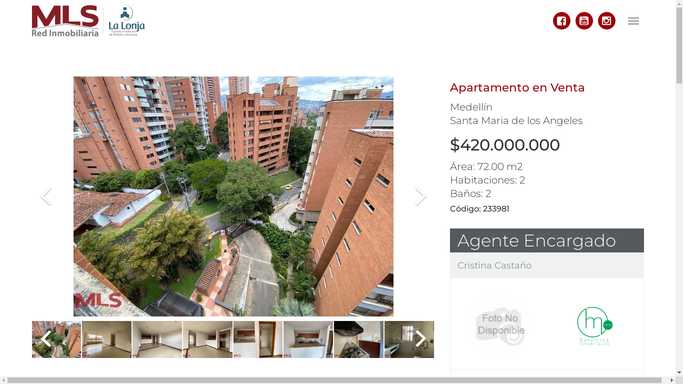 MLS
Red Inmobiliaria
La Lonja
Apartamento en Venta
Medellín
Santa Maria de los Angeles
$420.000.000
Área: 72.00 m2
Habitaciones: 2
Baños: 2
Código: 233981
MLS
Agente Encargado
Cristina Castaño
Foto No
Disponible
hm